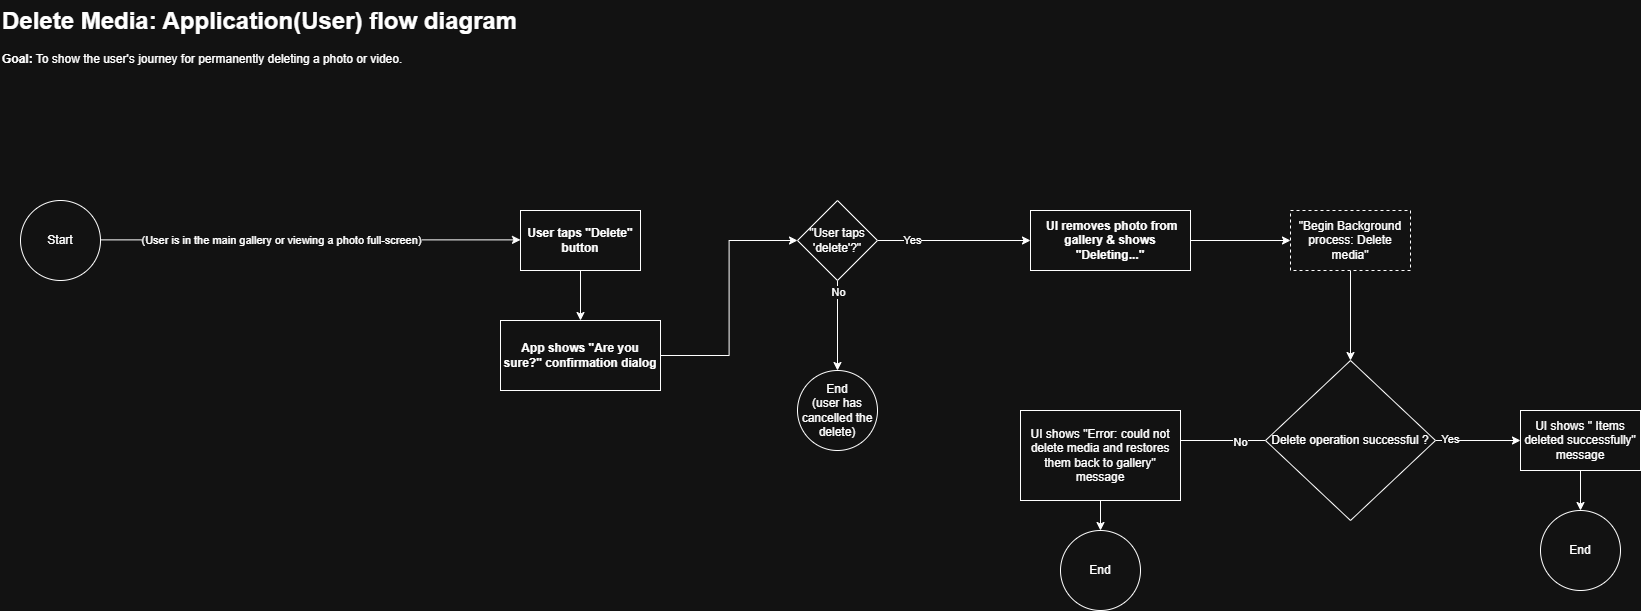 Delete Media: Application(User) flow diagram
Goal: To show the user's journey for permanently deleting a photo or video.
Start
(User is in the main gallery or viewing a photo full-screen)
User taps "Delete"
button
App shows "Are you
sure?" confirmation dialog
"User taps
'delete'?"
Yes
No
End
(user has
cancelled the
delete)
UI removes photo from
gallery & shows
"Deleting..."
"Begin Background
process: Delete
media"
Delete operation successful ?
No
UI shows "Error: could not
delete media and restores
them back to gallery"
message
End
Yes
UI shows " Items
deleted successfully"
message
End